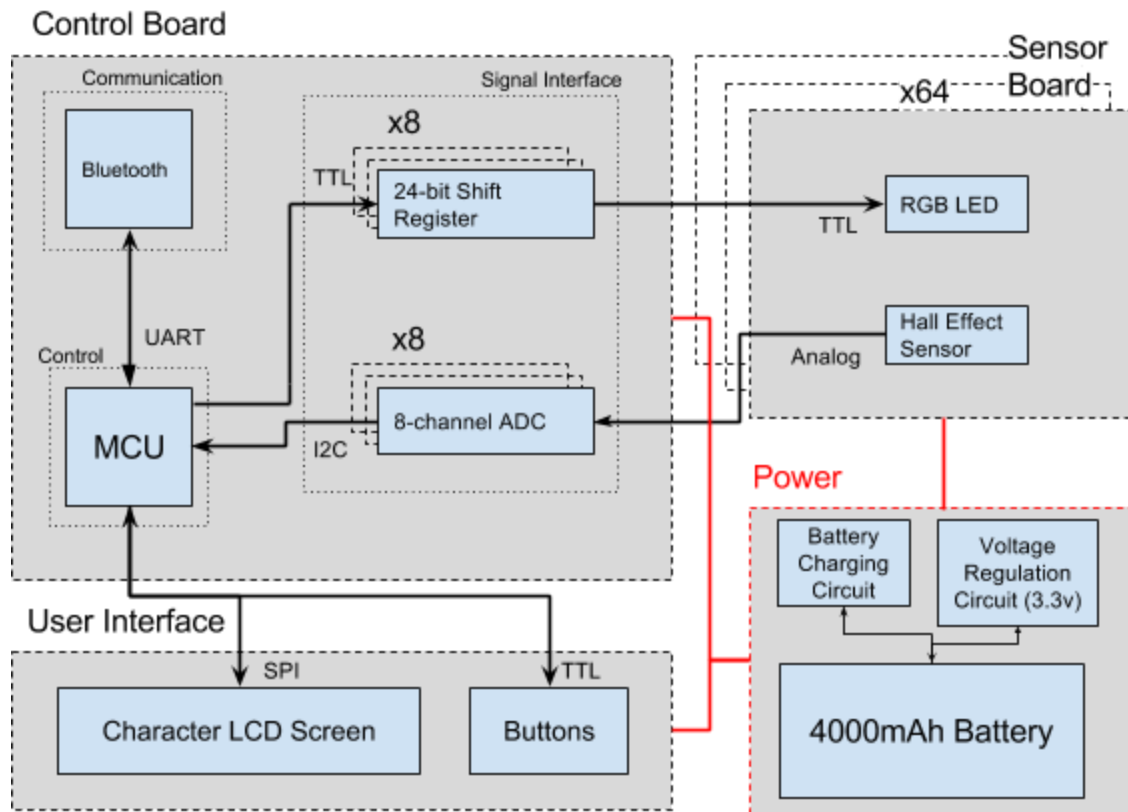 Control Board
Communication
Bluetooth
UART
Control
MCU
Signal Interface
x8
TTL
24-bit Shift
Register
x8
8-channel ADC
I2C
Sensor
Board
x64
RGB LED
TTL
Hall Effect
Sensor
Analog
Power
Battery
Charging
Circuit
Voltage
Regulation
Circuit (3.3v)
4000mAh Battery
User Interface
SPI
Character LCD Screen
TTL
Buttons